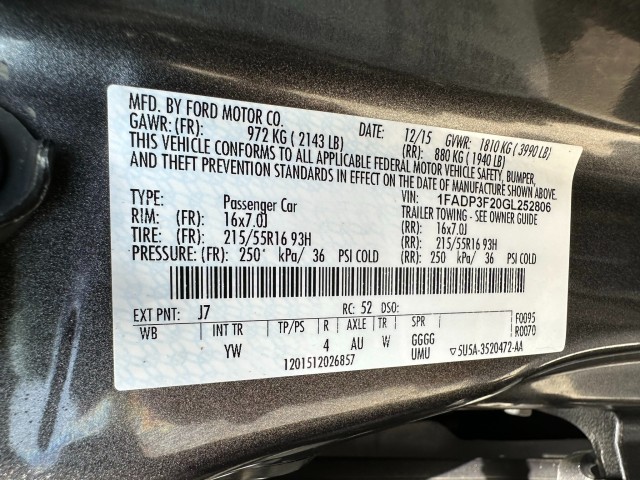 MFD. BY FORD MOTOR CO. DATE: 12/15 GVWR: 1810 KG ( 3990 LB)
GAWR: (FR): 972 KG ( 2143 LB) (RR): 880 KG ( 1940 LB)
THIS VEHICLE CONFORMS TO ALL APPLICABLE FEDERAL MOTOR VEHICLE SAFETY, BUMPER,
AND THEFT PREVENTION STANDARDS IN EFFECT ON THE DATE OF MANUFACTURE SHOWN ABOVE.
1FADP3F20GL252806
TYPE: Passenger Car TRAILER TOWING - SEE OWNER GUIDE
RIM: (FR): 16x7.0J (RR): 16x7.0J
TIRE: (FR): 215/55R16 93H (RR): 215/55R16 93H
PRESSURE: (FR): 250 kPa/ 36 PSI COLD (RR): 250 kPa/ 36 PSI COLD
EXT PNT: J7 RC: 52 DSO: F0095
WB INT TR TP/PS R AXLE TR SPR R0070
YW 4 AU W GGGG
UMU ▽ 5U5A-3520472-AA
1201512026857